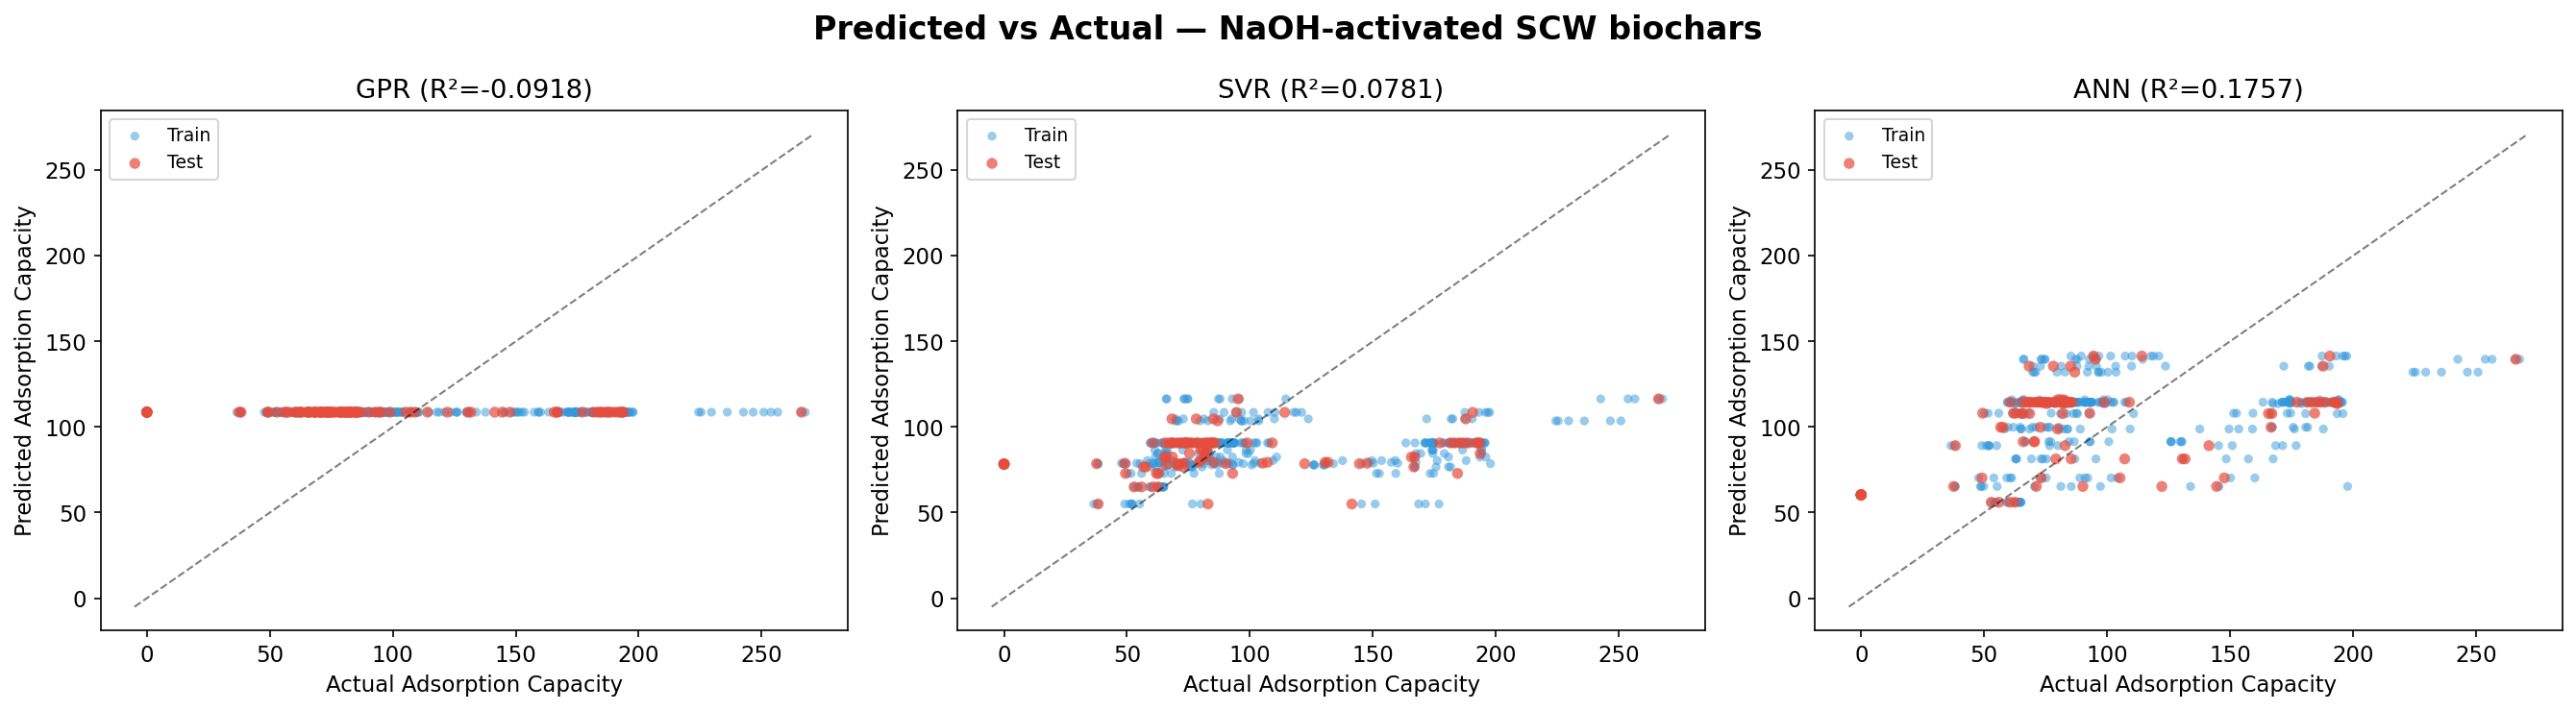 Predicted vs Actual — NaOH-activated SCW biochars
GPR (R²=-0.0918)
Train
Test
250
200
150
100
50
0
0 50 100 150 200 250
Predicted Adsorption Capacity
Actual Adsorption Capacity
SVR (R²=0.0781)
Train
Test
250
200
150
100
50
0
0 50 100 150 200 250
Predicted Adsorption Capacity
Actual Adsorption Capacity
ANN (R²=0.1757)
Train
Test
250
200
150
100
50
0
0 50 100 150 200 250
Predicted Adsorption Capacity
Actual Adsorption Capacity